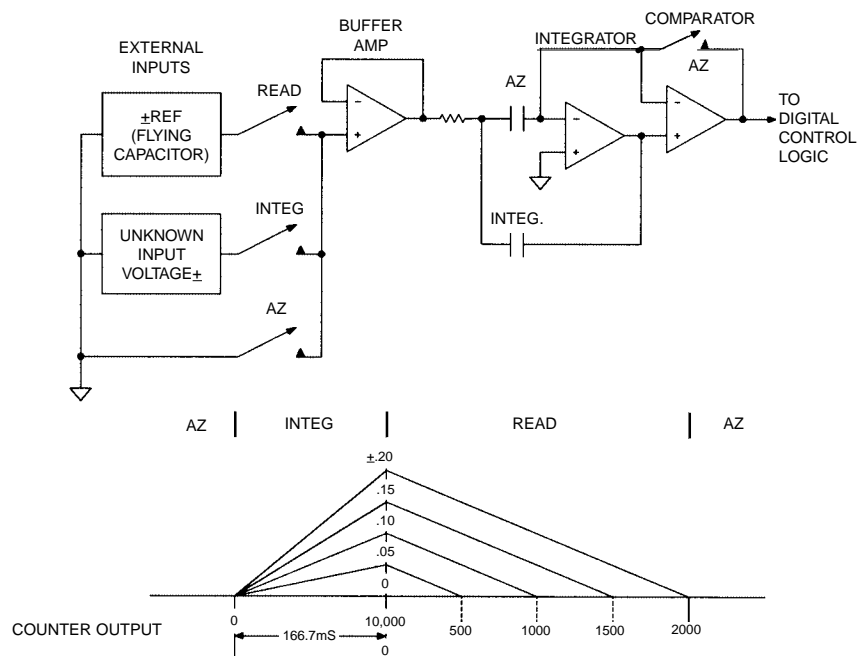 EXTERNAL
INPUTS
BUFFER
AMP
COMPARATOR
INTEGRATOR
READ
AZ
AZ
±REF
(FLYING
CAPACITOR)
-
+
-
+
-
+
TO
DIGITAL
CONTROL
LOGIC
INTEG
INTEG.
UNKNOWN
INPUT
VOLTAGE±
AZ
AZ
INTEG
READ
AZ
±.20
.15
.10
.05
0
0
10,000
500
1000
1500
2000
COUNTER OUTPUT
166.7mS
0